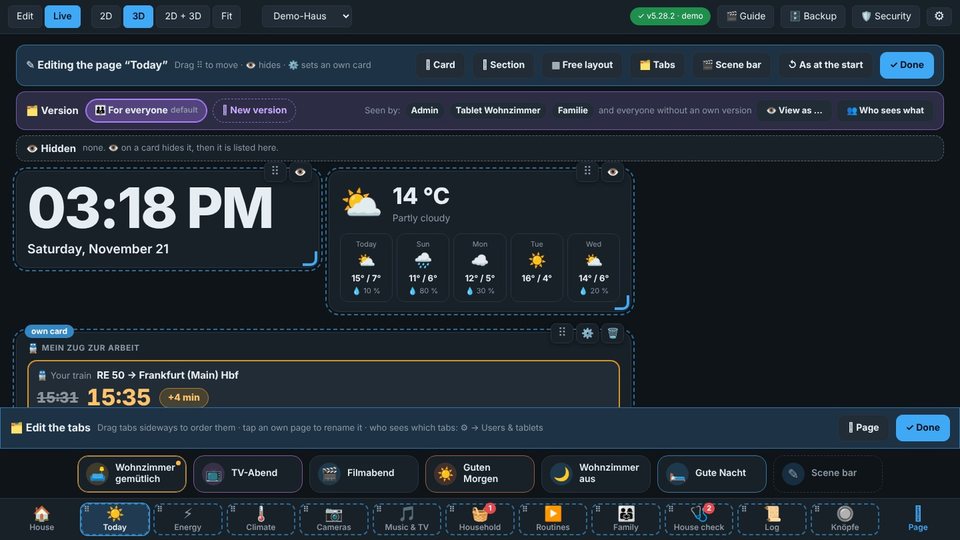 Edit Live 2D 3D 2D + 3D Fit Demo-Haus ✓ v5.28.2 · demo Guide Backup Security
Editing the page “Today” Drag ⠿ to move · 👁 hides · ⚙ sets an own card Card Section Free layout Tabs Scene bar As at the start ✓ Done
Version For everyone default New version Seen by: Admin Tablet Wohnzimmer Familie and everyone without an own version View as ... Who sees what
Hidden none. 👁 on a card hides it, then it is listed here.
03:18 PM
Saturday, November 21
14 °C
Partly cloudy
Today Sun Mon Tue Wed
15° / 7° 11° / 6° 12° / 5° 16° / 4° 14° / 6°
10 % 80 % 30 % 20 %
own card
MEIN ZUG ZUR ARBEIT
Your train RE 50 → Frankfurt (Main) Hbf
15:31 15:35 +4 min
Edit the tabs Drag tabs sideways to order them · tap an own page to rename it · who sees which tabs: ⚙ → Users & tablets Page ✓ Done
Wohnzimmer gemütlich
TV-Abend
Filmabend
Guten Morgen
Wohnzimmer aus
Gute Nacht
Scene bar
1 2
House Today Energy Climate Cameras Music & TV Household Routines Family House check Log Knöpfe Page